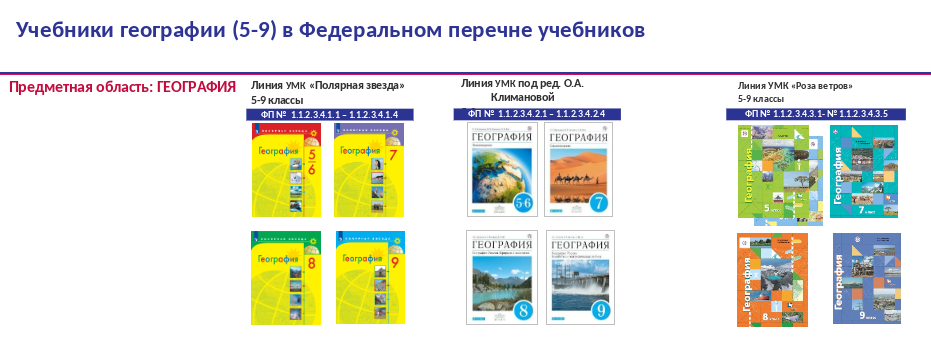 Учебники географии (5-9) в Федеральном перечне учебников
Предметная область: ГЕОГРАФИЯ
Линия УМК «Полярная звезда»
5-9 классы
ФП № 1.1.2.3.4.1.1 – 1.1.2.3.4.1.4
География
5
6
География
7
География
8
География
9
Линия УМК под ред. О.А.
Климановой
ФП № 1.1.2.3.4.2.1 – 1.1.2.3.4.2.4
ГЕОГРАФИЯ
5-6
ГЕОГРАФИЯ
7
ГЕОГРАФИЯ
8
ГЕОГРАФИЯ
9
Линия УМК «Роза ветров»
5-9 классы
ФП № 1.1.2.3.4.3.1- № 1.1.2.3.4.3.5
География
5 класс
География
7 класс
География
8 класс
География
9 класс